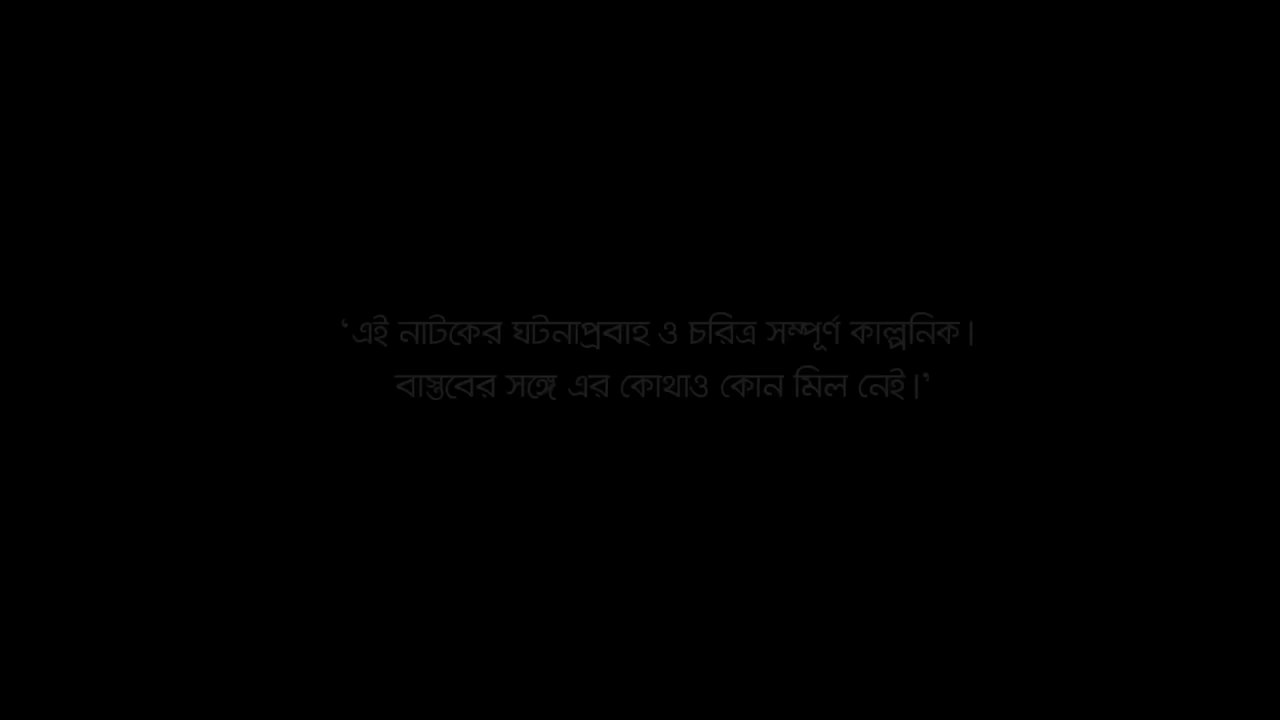 ‘এই নাটকের ঘটনাপ্রবাহ ও চরিত্র সম্পূর্ণ কাল্পনিক।
বাস্তবের সঙ্গে এর কোথাও কোন মিল নেই।’